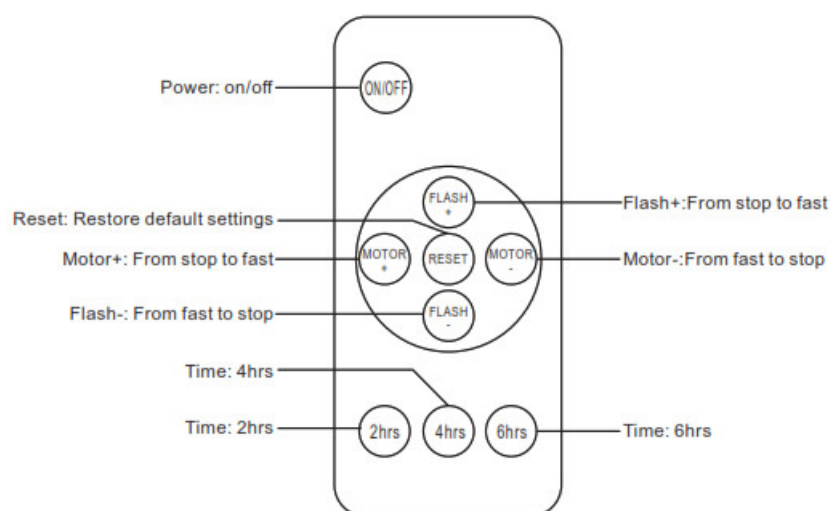 Power: on/off
ON/OFF
FLASH
+
Flash+:From stop to fast
Reset: Restore default settings
Motor+: From stop to fast
MOTOR
+
RESET
MOTOR
-
Motor-:From fast to stop
Flash-: From fast to stop
FLASH
-
Time: 4hrs
Time: 2hrs
2hrs
4hrs
6hrs
Time: 6hrs